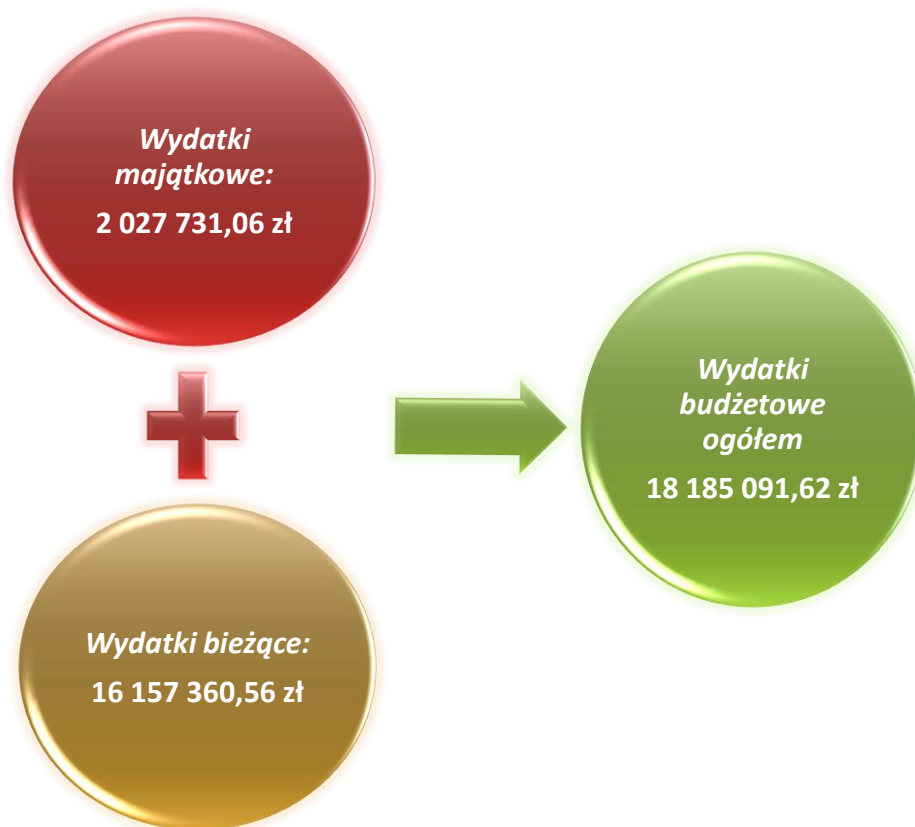 Wydatki
majątkowe:
2 027 731,06 zł
Wydatki bieżące:
16 157 360,56 zł
Wydatki
budżetowe
ogółem
18 185 091,62 zł